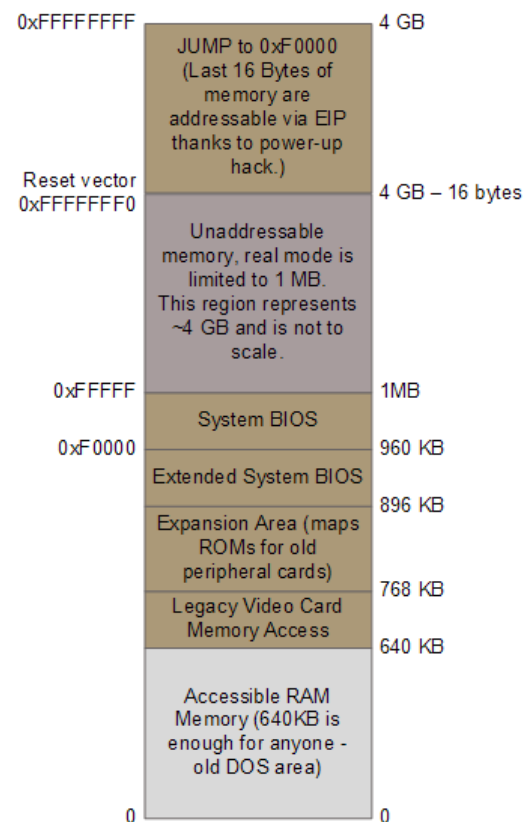 0xFFFFFFFF
4 GB
JUMP to 0xF0000
(Last 16 Bytes of
memory are
addressable via EIP
thanks to power-up
hack.)
Reset vector
0xFFFFFFF0
4 GB – 16 bytes
Unaddressable
memory, real mode is
limited to 1 MB.
This region represents
~4 GB and is not to
scale.
0xFFFFF
1MB
System BIOS
0xF0000
960 KB
Extended System BIOS
896 KB
Expansion Area (maps
ROMs for old
peripheral cards)
768 KB
Legacy Video Card
Memory Access
640 KB
Accessible RAM
Memory (640KB is
enough for anyone -
old DOS area)
0
0